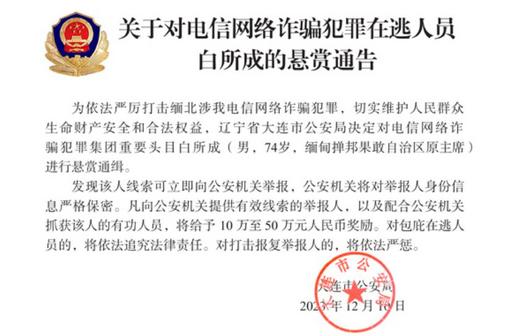 关于对电信网络诈骗犯罪在逃人员
白所成的悬赏通告
为依法严厉打击缅北涉我电信网络诈骗犯罪，切实维护人民群众
生命财产安全和合法权益，辽宁省大连市公安局决定对电信网络诈
骗犯罪集团重要头目白所成（男，74岁，缅甸掸邦果敢自治区原主席）
进行悬赏通缉。
发现该人线索可立即向公安机关举报，公安机关将对举报人身份信
息严格保密。凡向公安机关提供有效线索的举报人，以及配合公安机关
抓获该人的有功人员，将给予 10 万至 50 万元人民币奖励。对包庇在逃人
员的，将依法追究法律责任。对打击报复举报人的，将依法严惩。
大连市公安局
2023 年 12 月 10 日
大连市公安局